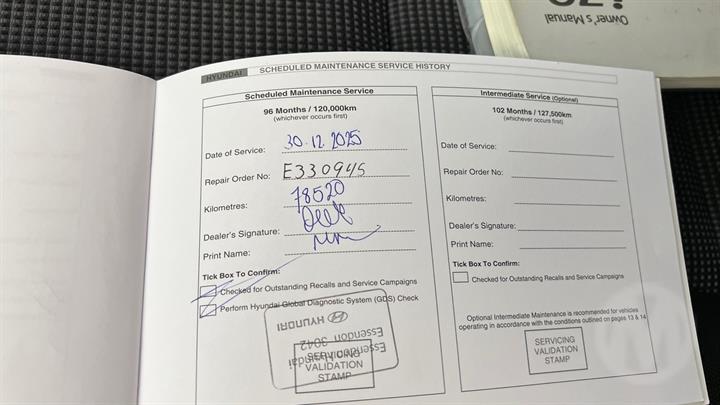 Owner's Manual
i20
HYUNDAI SCHEDULED MAINTENANCE SERVICE HISTORY
Scheduled Maintenance Service
96 Months / 120,000km
(whichever occurs first)
Date of Service: 30.12.2025
Repair Order No: E330945
Kilometres: 78520
Dealer's Signature:
Print Name:
Tick Box To Confirm:
Checked for Outstanding Recalls and Service Campaigns
Perform Hyundai Global Diagnostic System (GDS) Check
HYUNDAI
Essendon 3042
Essendon Hyundai
SERVICING
VALIDATION
STAMP
Intermediate Service (Optional)
102 Months / 127,500km
(whichever occurs first)
Date of Service:
Repair Order No:
Kilometres:
Dealer's Signature:
Print Name:
Tick Box To Confirm:
Checked for Outstanding Recalls and Service Campaigns
Optional Intermediate Maintenance is recommended for vehicles
operating in accordance with the conditions outlined on pages 13 & 14
SERVICING
VALIDATION
STAMP